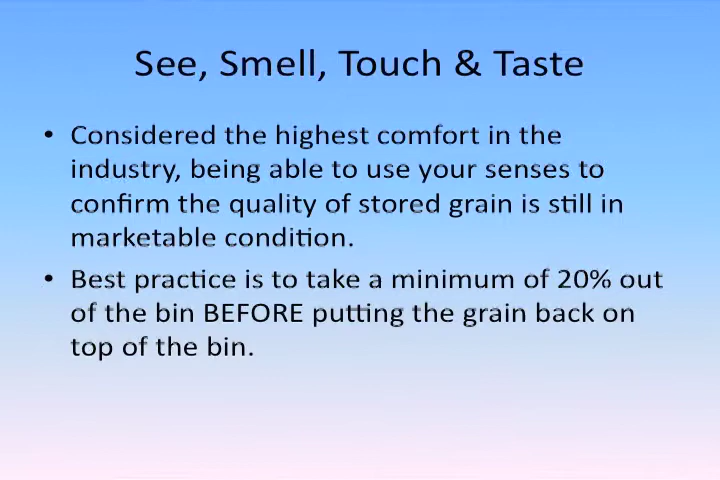 See, Smell, Touch & Taste
• Considered the highest comfort in the
industry, being able to use your senses to
confirm the quality of stored grain is still in
marketable condition.
• Best practice is to take a minimum of 20% out
of the bin BEFORE putting the grain back on
top of the bin.